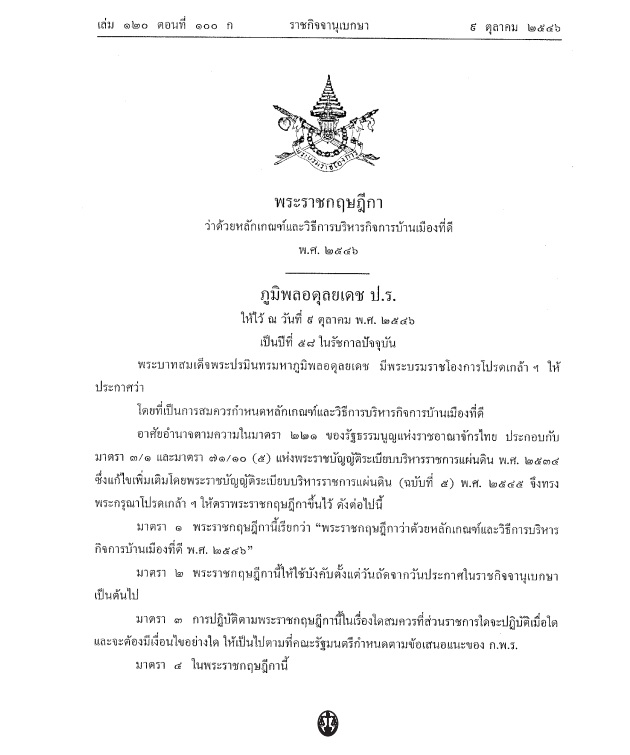 เล่ม ๑๒๐ ตอนที่ ๑๐๐ ก ราชกิจจานุเบกษา ๙ ตุลาคม ๒๕๔๖
พระบรมราชโองการ
พระราชกฤษฎีกา
ว่าด้วยหลักเกณฑ์และวิธีการบริหารกิจการบ้านเมืองที่ดี
พ.ศ. ๒๕๔๖
ภูมิพลอดุลยเดช ป.ร.
ให้ไว้ ณ วันที่ ๙ ตุลาคม พ.ศ. ๒๕๔๖
เป็นปีที่ ๕๘ ในรัชกาลปัจจุบัน
พระบาทสมเด็จพระปรมินทรมหาภูมิพลอดุลยเดช มีพระบรมราชโองการโปรดเกล้า ฯ ให้
ประกาศว่า
โดยที่เป็นการสมควรกำหนดหลักเกณฑ์และวิธีการบริหารกิจการบ้านเมืองที่ดี
อาศัยอำนาจตามความในมาตรา ๒๒๑ ของรัฐธรรมนูญแห่งราชอาณาจักรไทย ประกอบกับ
มาตรา ๓/๑ และมาตรา ๗๑/๑๐ (๕) แห่งพระราชบัญญัติระเบียบบริหารราชการแผ่นดิน พ.ศ. ๒๕๓๔
ซึ่งแก้ไขเพิ่มเติมโดยพระราชบัญญัติระเบียบบริหารราชการแผ่นดิน (ฉบับที่ ๕) พ.ศ. ๒๕๔๕ จึงทรง
พระกรุณาโปรดเกล้า ฯ ให้ตราพระราชกฤษฎีกาขึ้นไว้ ดังต่อไปนี้
มาตรา ๑ พระราชกฤษฎีกานี้เรียกว่า “พระราชกฤษฎีกาว่าด้วยหลักเกณฑ์และวิธีการบริหาร
กิจการบ้านเมืองที่ดี พ.ศ. ๒๕๔๖”
มาตรา ๒ พระราชกฤษฎีกานี้ให้ใช้บังคับตั้งแต่วันถัดจากวันประกาศในราชกิจจานุเบกษา
เป็นต้นไป
มาตรา ๓ การปฏิบัติตามพระราชกฤษฎีกานี้ในเรื่องใดสมควรที่ส่วนราชการใดจะปฏิบัติเมื่อใด
และจะต้องมีเงื่อนไขอย่างใด ให้เป็นไปตามที่คณะรัฐมนตรีกำหนดตามข้อเสนอแนะของ ก.พ.ร.
มาตรา ๔ ในพระราชกฤษฎีกานี้